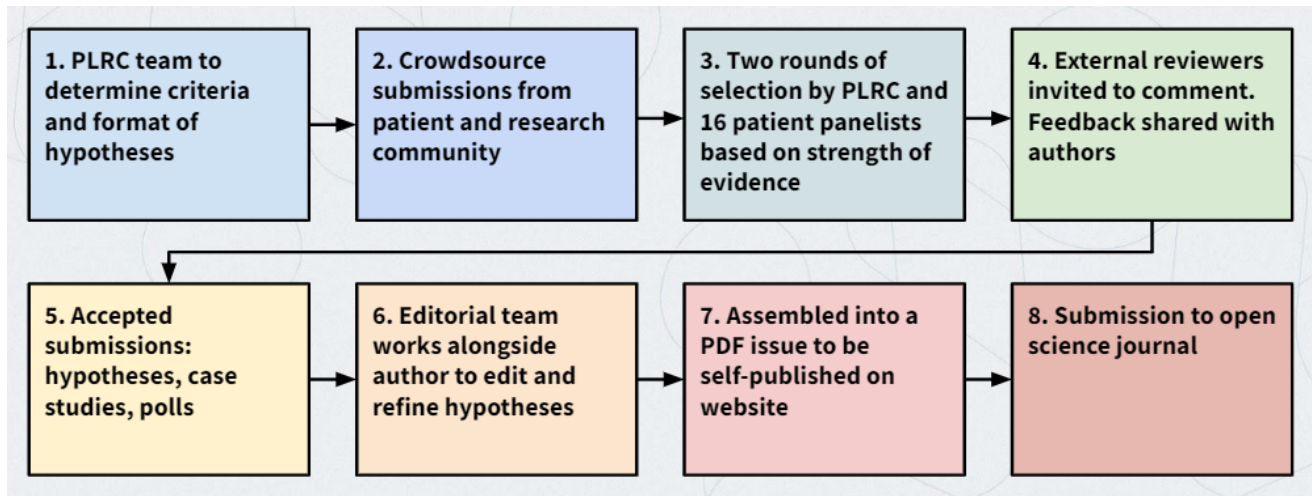 1. PLRC team to
determine criteria
and format of
hypotheses
2. Crowdsource
submissions from
patient and research
community
3. Two rounds of
selection by PLRC and
16 patient panelists
based on strength of
evidence
4. External reviewers
invited to comment.
Feedback shared with
authors
5. Accepted
submissions:
hypotheses, case
studies, polls
6. Editorial team
works alongside
author to edit and
refine hypotheses
7. Assembled into a
PDF issue to be
self-published on
website
8. Submission to open
science journal